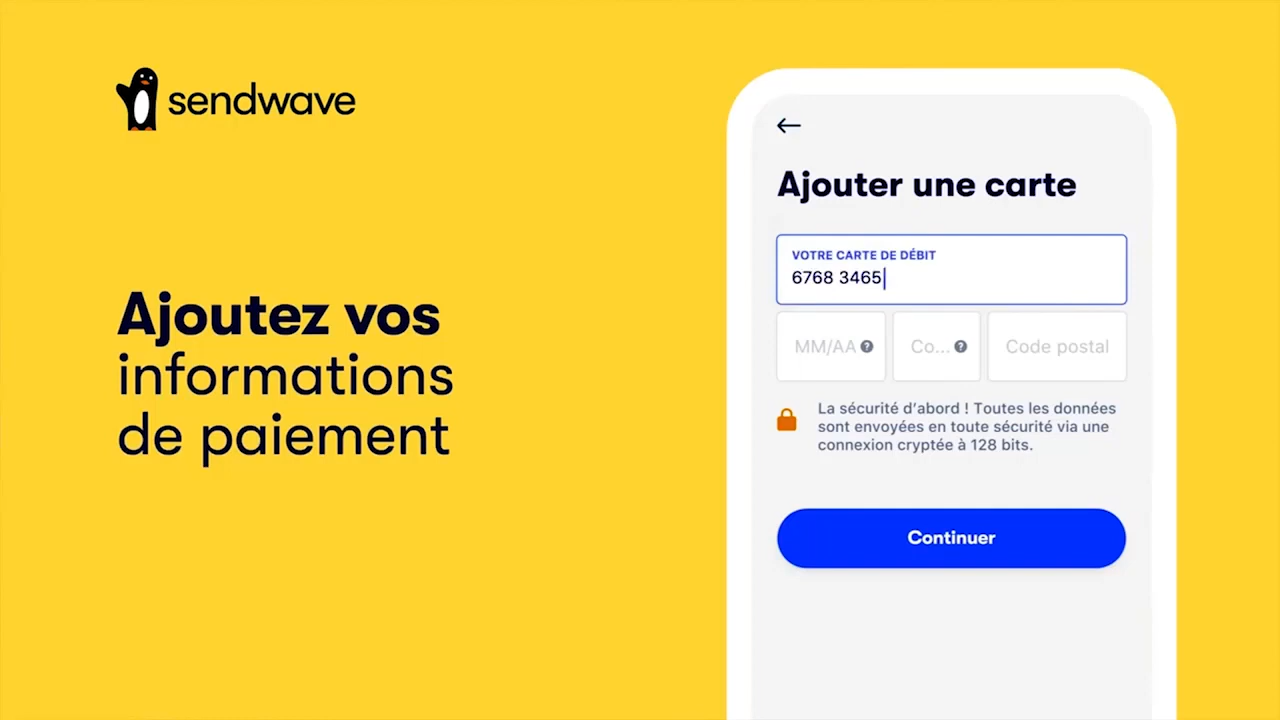 sendwave
Ajoutez vos
informations
de paiement
Ajouter une carte
VOTRE CARTE DE DÉBIT
6768 3465
MM/AA ?
Co... ?
Code postal
La sécurité d'abord ! Toutes les données
sont envoyées en toute sécurité via une
connexion cryptée à 128 bits.
Continuer